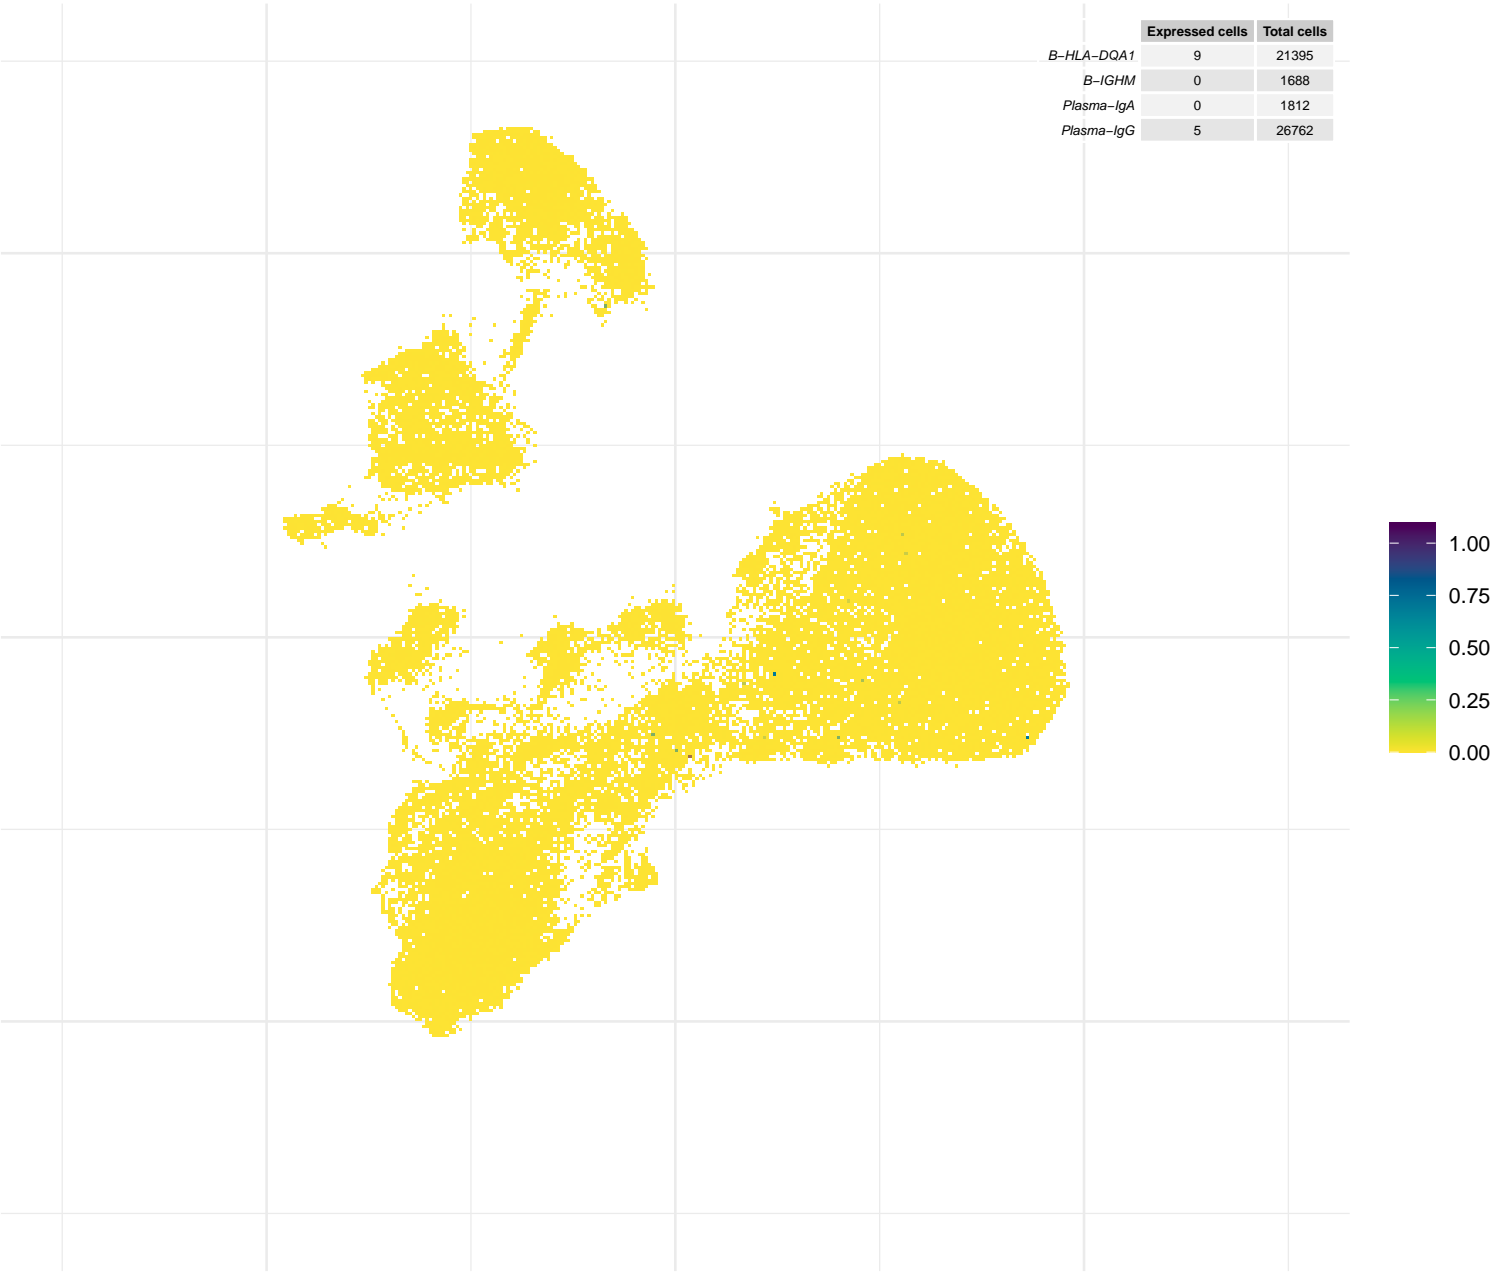 Expressed cells Total cells
B−HLA−DQA1 9 21395
B−IGHM 0 1688
Plasma−IgA 0 1812
Plasma−IgG 5 26762
1.00
0.75
0.50
0.25
0.00